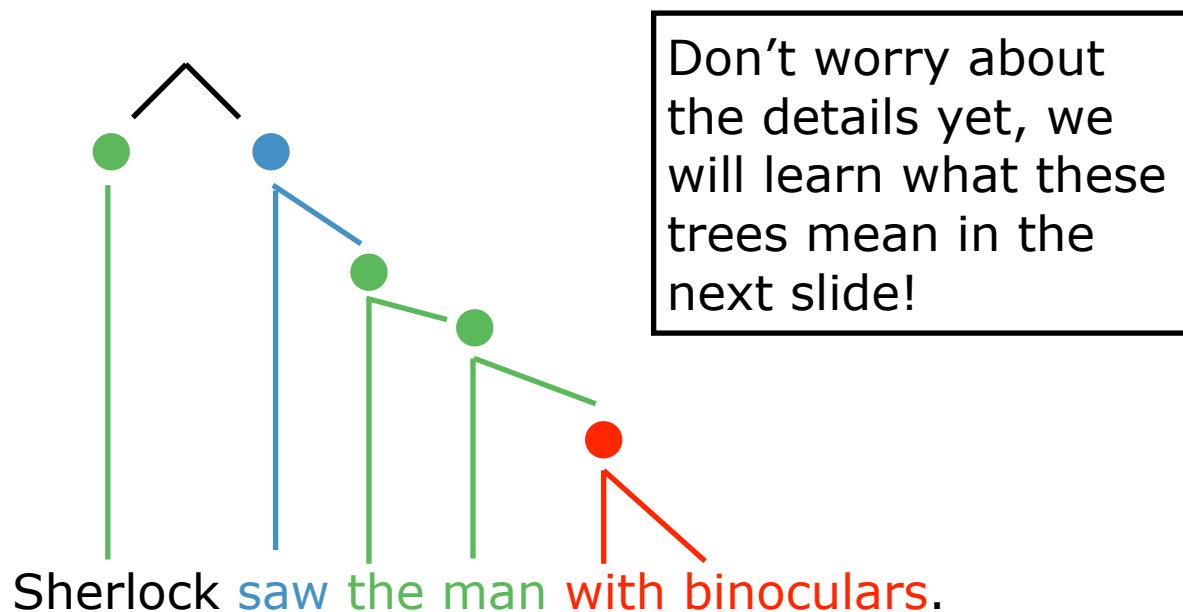 Don’t worry about
the details yet, we
will learn what these
trees mean in the
next slide!
Sherlock saw the man with binoculars.